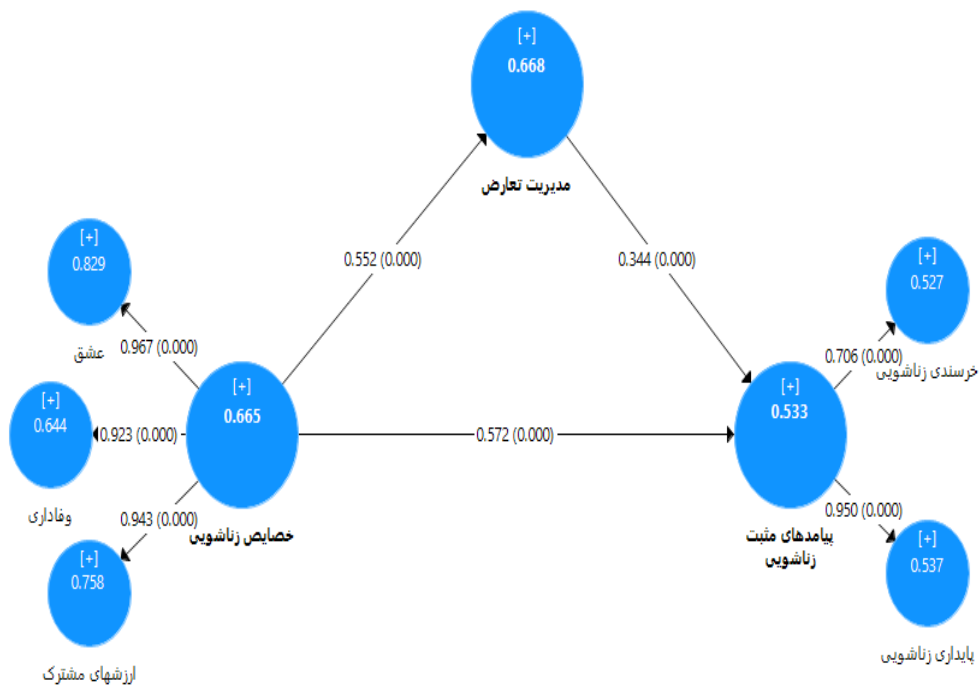 [+]
0.668
مدیریت تعارض
0.552 (0.000)
0.344 (0.000)
[+]
0.829
عشق
0.967 (0.000)
[+]
0.644
وفاداری
0.923 (0.000)
[+]
0.665
خصایص زناشویی
0.943 (0.000)
[+]
0.758
ارزشهای مشترک
0.572 (0.000)
[+]
0.533
پیامدهای مثبت
زناشویی
0.706 (0.000)
[+]
0.527
خرسندی زناشویی
0.950 (0.000)
[+]
0.537
پایداری زناشویی